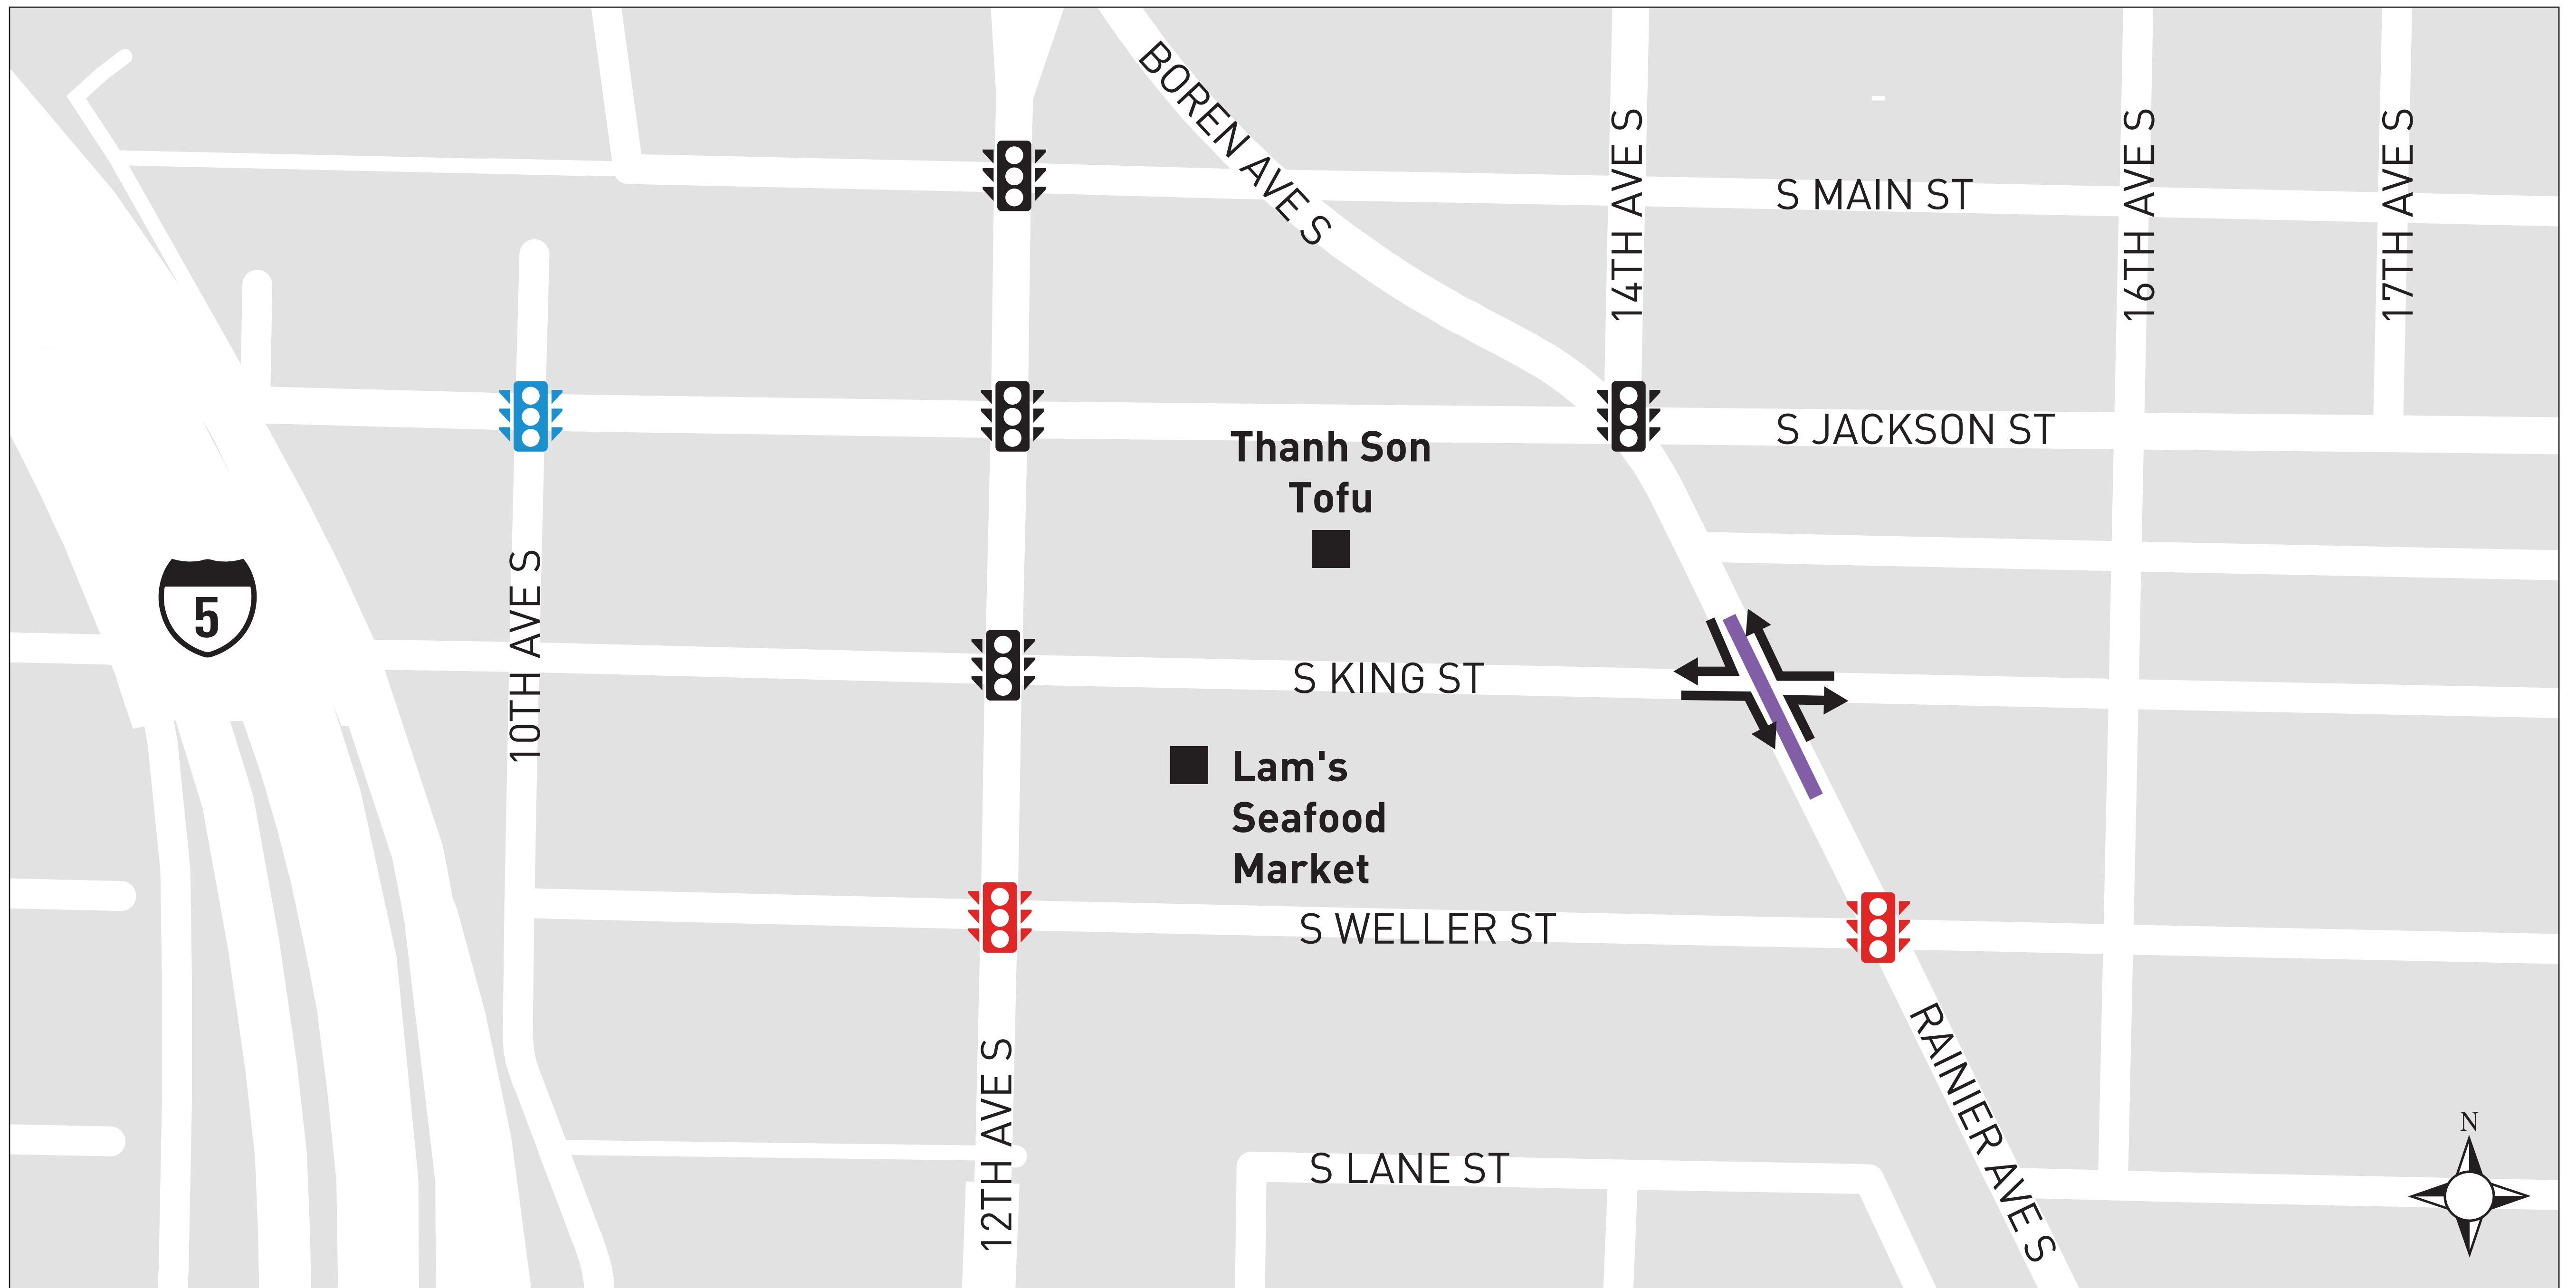 BOREN AVE S
14TH AVE S
16TH AVE S
17TH AVE S
S MAIN ST
S JACKSON ST
Thanh Son
Tofu
5
10TH AVE S
S KING ST
Lam's
Seafood
Market
S WELLER ST
12TH AVE S
RAINIER AVE S
S LANE ST
N